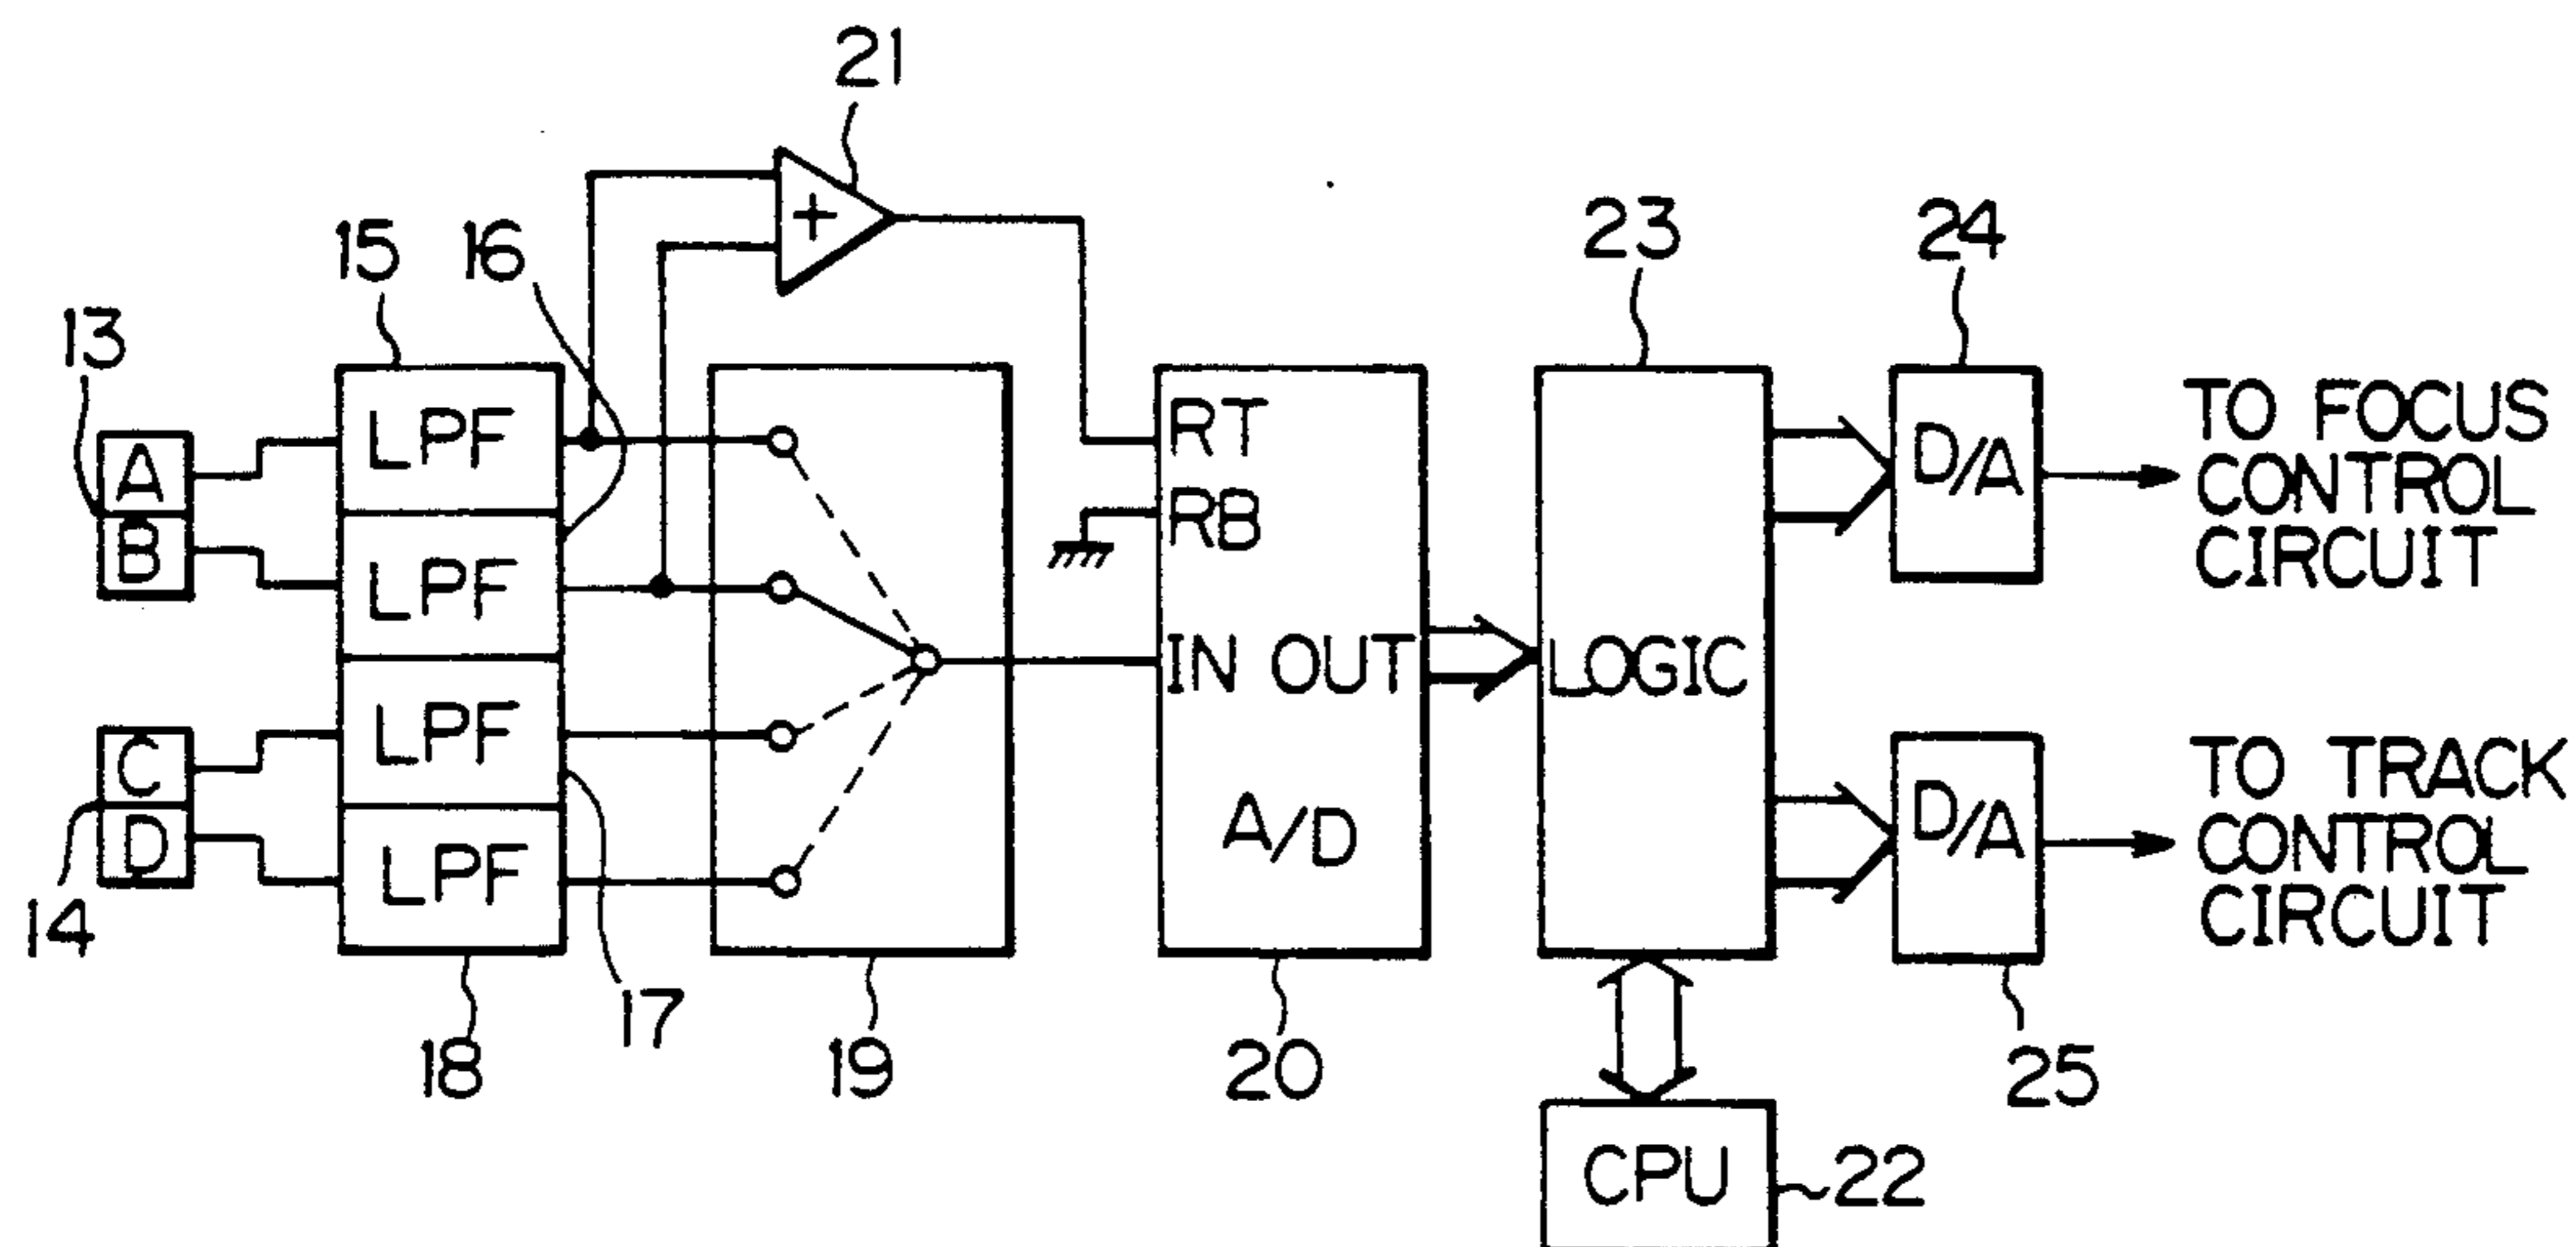 21
15
16
23
24
13
A
B
LPF
LPF
LPF
LPF
+
RT
RB
IN OUT
A/D
LOGIC
D/A
TO FOCUS
CONTROL
CIRCUIT
C
D
14
D/A
TO TRACK
CONTROL
CIRCUIT
17
18
19
20
25
CPU
22